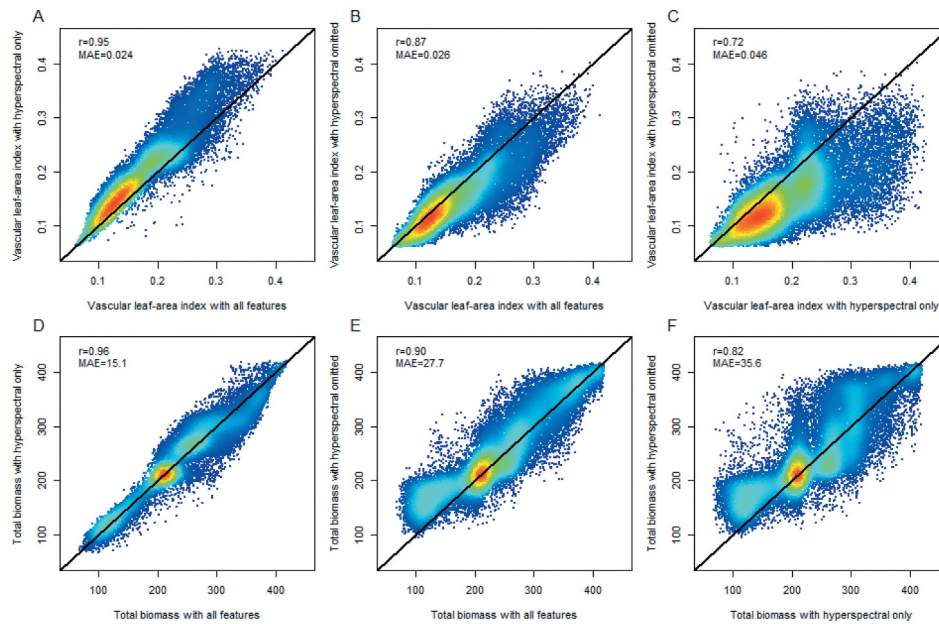 A
r=0.95
MAE=0.024
Vascular leaf-area index with hyperspectral only
0.4
0.3
0.2
0.1
0.1 0.2 0.3 0.4
Vascular leaf-area index with all features
B
r=0.87
MAE=0.026
Vascular leaf-area index with hyperspectral omitted
0.4
0.3
0.2
0.1
0.1 0.2 0.3 0.4
Vascular leaf-area index with all features
C
r=0.72
MAE=0.046
Vascular leaf-area index with hyperspectral omitted
0.4
0.3
0.2
0.1
0.1 0.2 0.3 0.4
Vascular leaf-area index with hyperspectral only
D
r=0.96
MAE=15.1
Total biomass with hyperspectral only
400
300
200
100
100 200 300 400
Total biomass with all features
E
r=0.90
MAE=27.7
Total biomass with hyperspectral omitted
400
300
200
100
100 200 300 400
Total biomass with all features
F
r=0.82
MAE=35.6
Total biomass with hyperspectral omitted
400
300
200
100
100 200 300 400
Total biomass with hyperspectral only